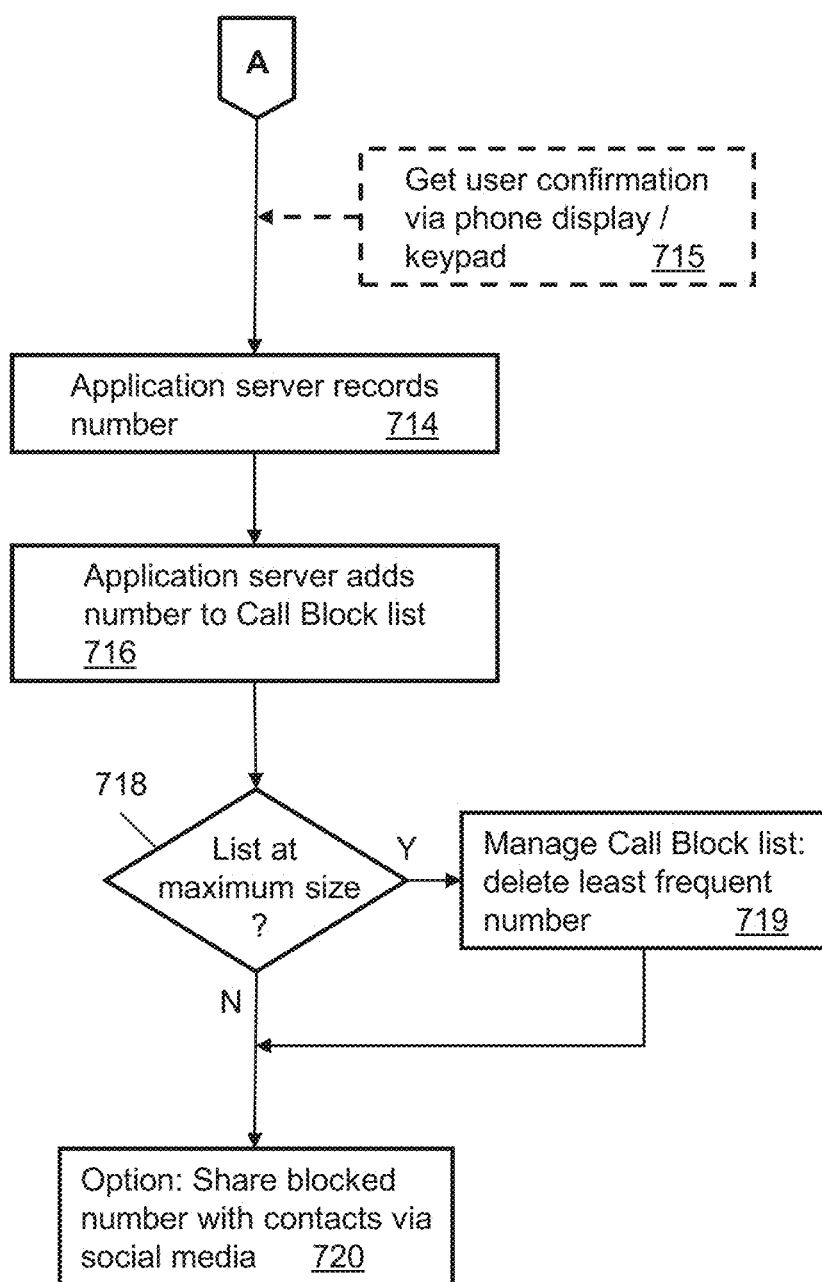 A
Get user confirmation
via phone display /
keypad 715
Application server records
number 714
Application server adds
number to Call Block list
716
718
List at
maximum size
?
Y
Manage Call Block list:
delete least frequent
number 719
N
Option: Share blocked
number with contacts via
social media 720